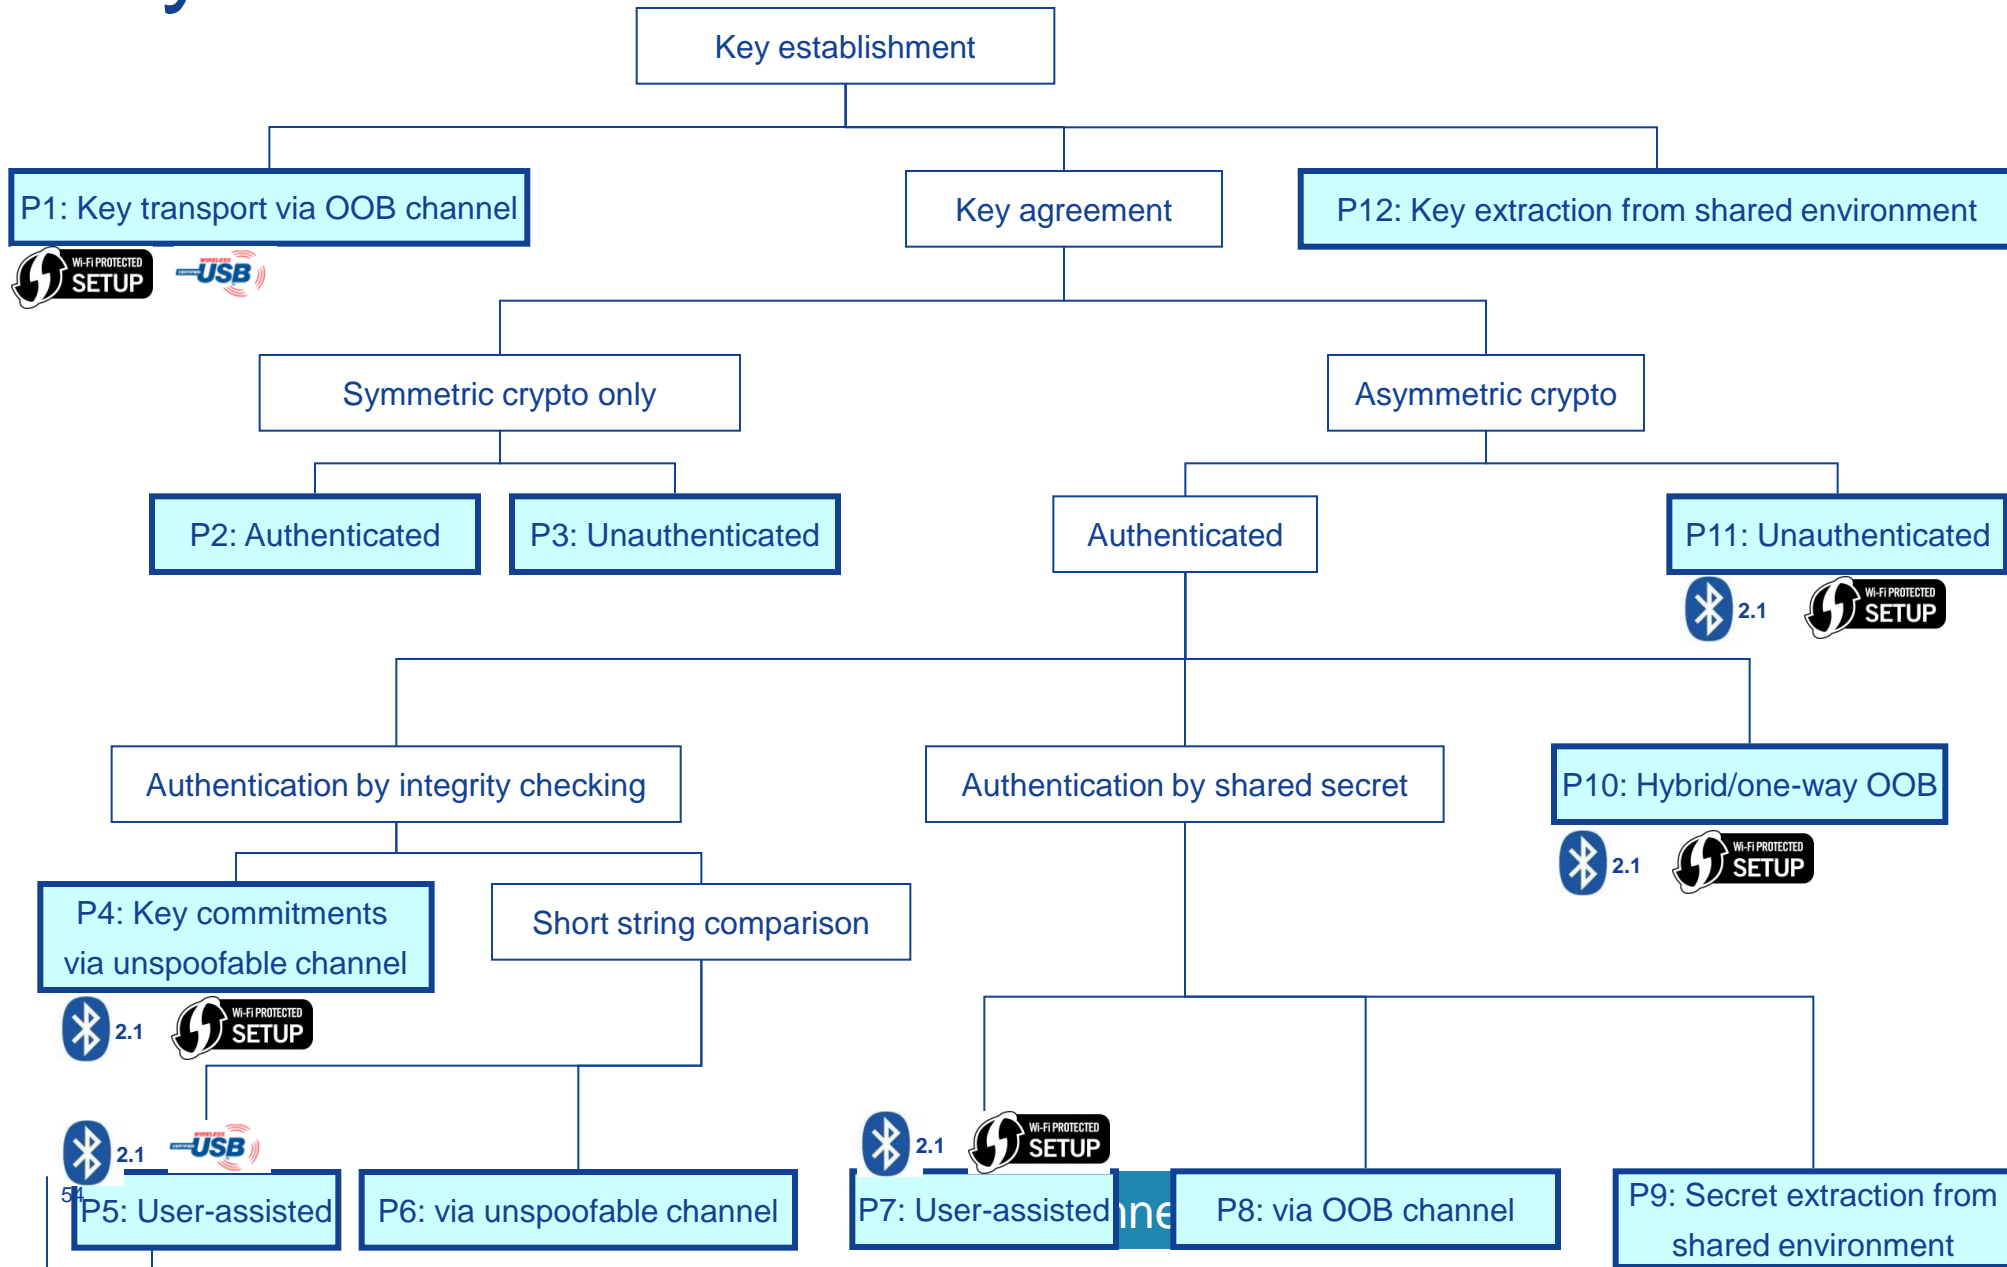 Key establishment
P1: Key transport via OOB channel
Key agreement
P12: Key extraction from shared environment
Wi-Fi PROTECTED
SETUP
WIRELESS
USB
Symmetric crypto only
Asymmetric crypto
P2: Authenticated
P3: Unauthenticated
Authenticated
P11: Unauthenticated
2.1
Wi-Fi PROTECTED
SETUP
Authentication by integrity checking
Authentication by shared secret
P10: Hybrid/one-way OOB
2.1
Wi-Fi PROTECTED
SETUP
P4: Key commitments
via unspoofable channel
Short string comparison
2.1
Wi-Fi PROTECTED
SETUP
2.1
WIRELESS
USB
2.1
Wi-Fi PROTECTED
SETUP
54
P5: User-assisted
P6: via unspoofable channel
P7: User-assisted
P8: via OOB channel
P9: Secret extraction from
shared environment